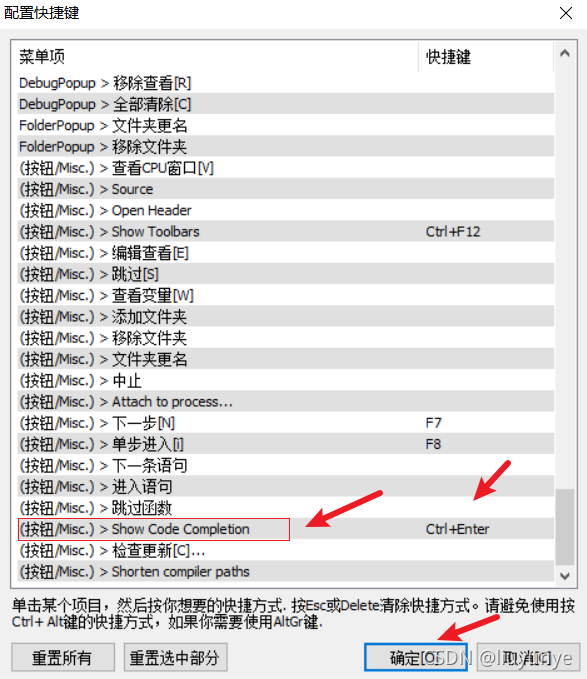 配置快捷键
菜单项 快捷键
DebugPopup > 移除查看[R]
DebugPopup > 全部清除[C]
FolderPopup > 文件夹更名
FolderPopup > 移除文件夹
(按钮/Misc.) > 查看CPU窗口[V]
(按钮/Misc.) > Source
(按钮/Misc.) > Open Header
(按钮/Misc.) > Show Toolbars Ctrl+F12
(按钮/Misc.) > 编辑查看[E]
(按钮/Misc.) > 跳过[S]
(按钮/Misc.) > 查看变量[W]
(按钮/Misc.) > 添加文件夹
(按钮/Misc.) > 移除文件夹
(按钮/Misc.) > 文件夹更名
(按钮/Misc.) > 中止
(按钮/Misc.) > Attach to process...
(按钮/Misc.) > 下一步[N] F7
(按钮/Misc.) > 单步进入[i] F8
(按钮/Misc.) > 下一条语句
(按钮/Misc.) > 进入语句
(按钮/Misc.) > 跳过函数
(按钮/Misc.) > Show Code Completion Ctrl+Enter
(按钮/Misc.) > 检查更新[C]...
(按钮/Misc.) > Shorten compiler paths
单击某个项目，然后按你想要的快捷方式. 按Esc或Delete清除快捷方式。请避免使用按
Ctrl+ Alt键的快捷方式，如果你需要使用AltGr键.
重置所有 重置选中部分 确定[O] 取消[C]